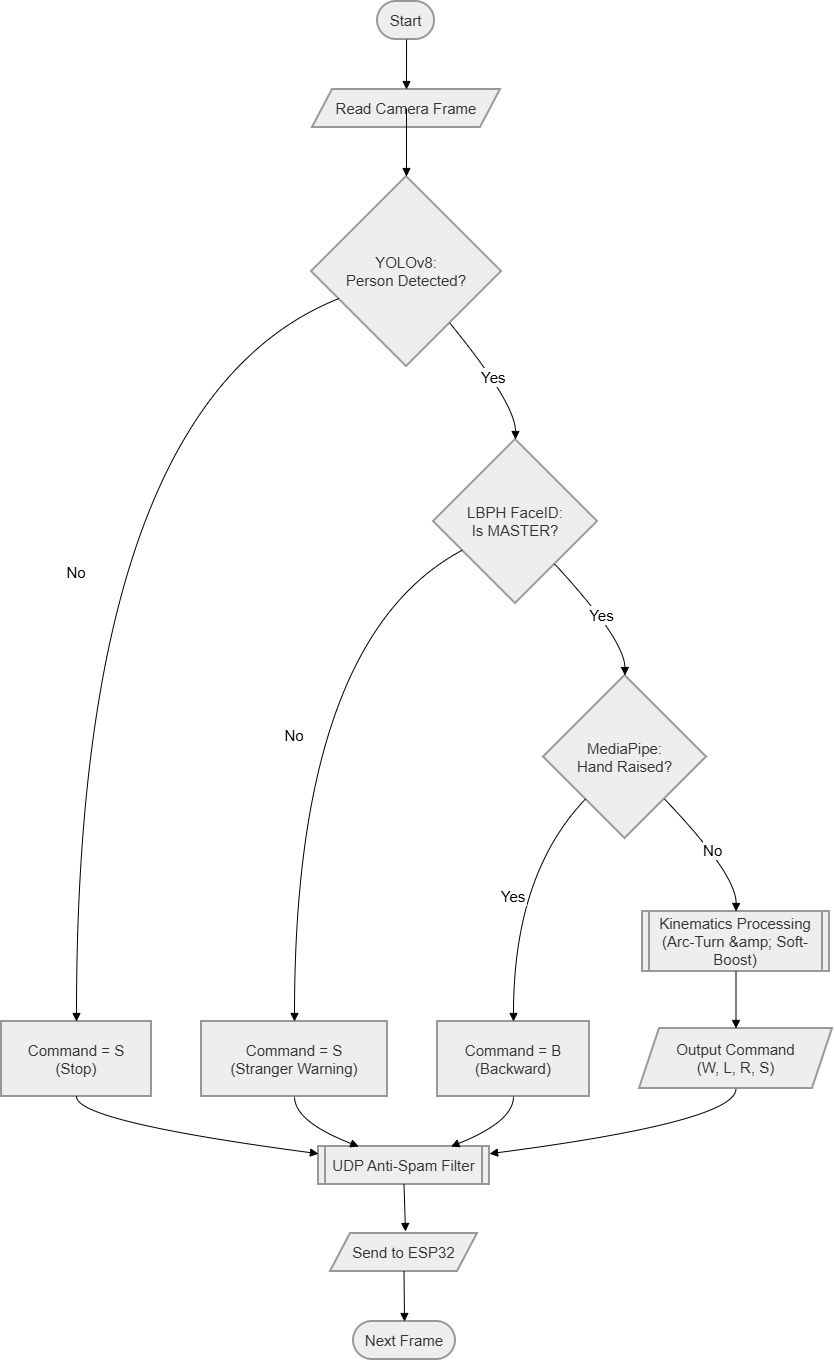 Start
Read Camera Frame
YOLOv8:
Person Detected?
Yes
LBPH FaceID:
Is MASTER?
No
Yes
No
MediaPipe:
Hand Raised?
No
Yes
Kinematics Processing
(Arc-Turn &amp; Soft-
Boost)
Command = S
(Stop)
Command = S
(Stranger Warning)
Command = B
(Backward)
Output Command
(W, L, R, S)
UDP Anti-Spam Filter
Send to ESP32
Next Frame